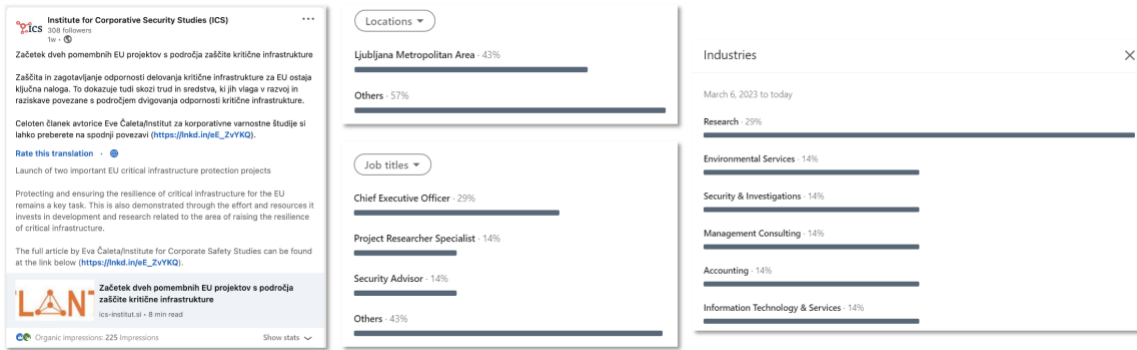 ICS
Institute for Corporative Security Studies (ICS)
308 followers
1w •
Začetek dveh pomembnih EU projektov s področja zaščite kritične infrastrukture
Zaščita in zagotavljanje odpornosti delovanja kritične infrastrukture za EU ostaja
ključna naloga. To dokazuje tudi skozi trud in sredstva, ki jih vlaga v razvoj in
raziskave povezane s področjem dvigovanja odpornosti kritične infrastrukture.
Celoten članek avtorice Eve Čaleta/Institut za korporativne varnostne študije si
lahko preberete na spodnji povezavi (https://lnkd.in/eE_ZvYKQ).
Rate this translation •
Launch of two important EU critical infrastructure protection projects
Protecting and ensuring the resilience of critical infrastructure for the EU
remains a key task. This is also demonstrated through the effort and resources it
invests in development and research related to the area of raising the resilience
of critical infrastructure.
The full article by Eva Čaleta/Institute for Corporate Safety Studies can be found
at the link below (https://lnkd.in/eE_ZvYKQ).
LAN
Začetek dveh pomembnih EU projektov s področja
zaščite kritične infrastrukture
ics-institut.si • 8 min read
Organic impressions: 225 Impressions
Show stats
Locations
Ljubljana Metropolitan Area · 43%
Others · 57%
Job titles
Chief Executive Officer · 29%
Project Researcher Specialist · 14%
Security Advisor · 14%
Others · 43%
Industries
March 6, 2023 to today
Research · 29%
Environmental Services · 14%
Security & Investigations · 14%
Management Consulting · 14%
Accounting · 14%
Information Technology & Services · 14%